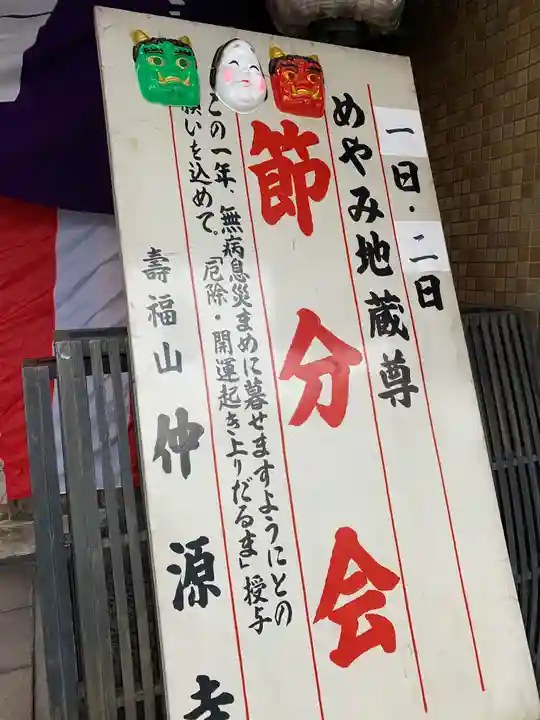 一日・二日
めやみ地蔵尊
節分会
この一年、無病息災まめに暮せますようにとの
願いを込めて。「厄除・開運起き上りだるま」授与
壽福山 仲源寺